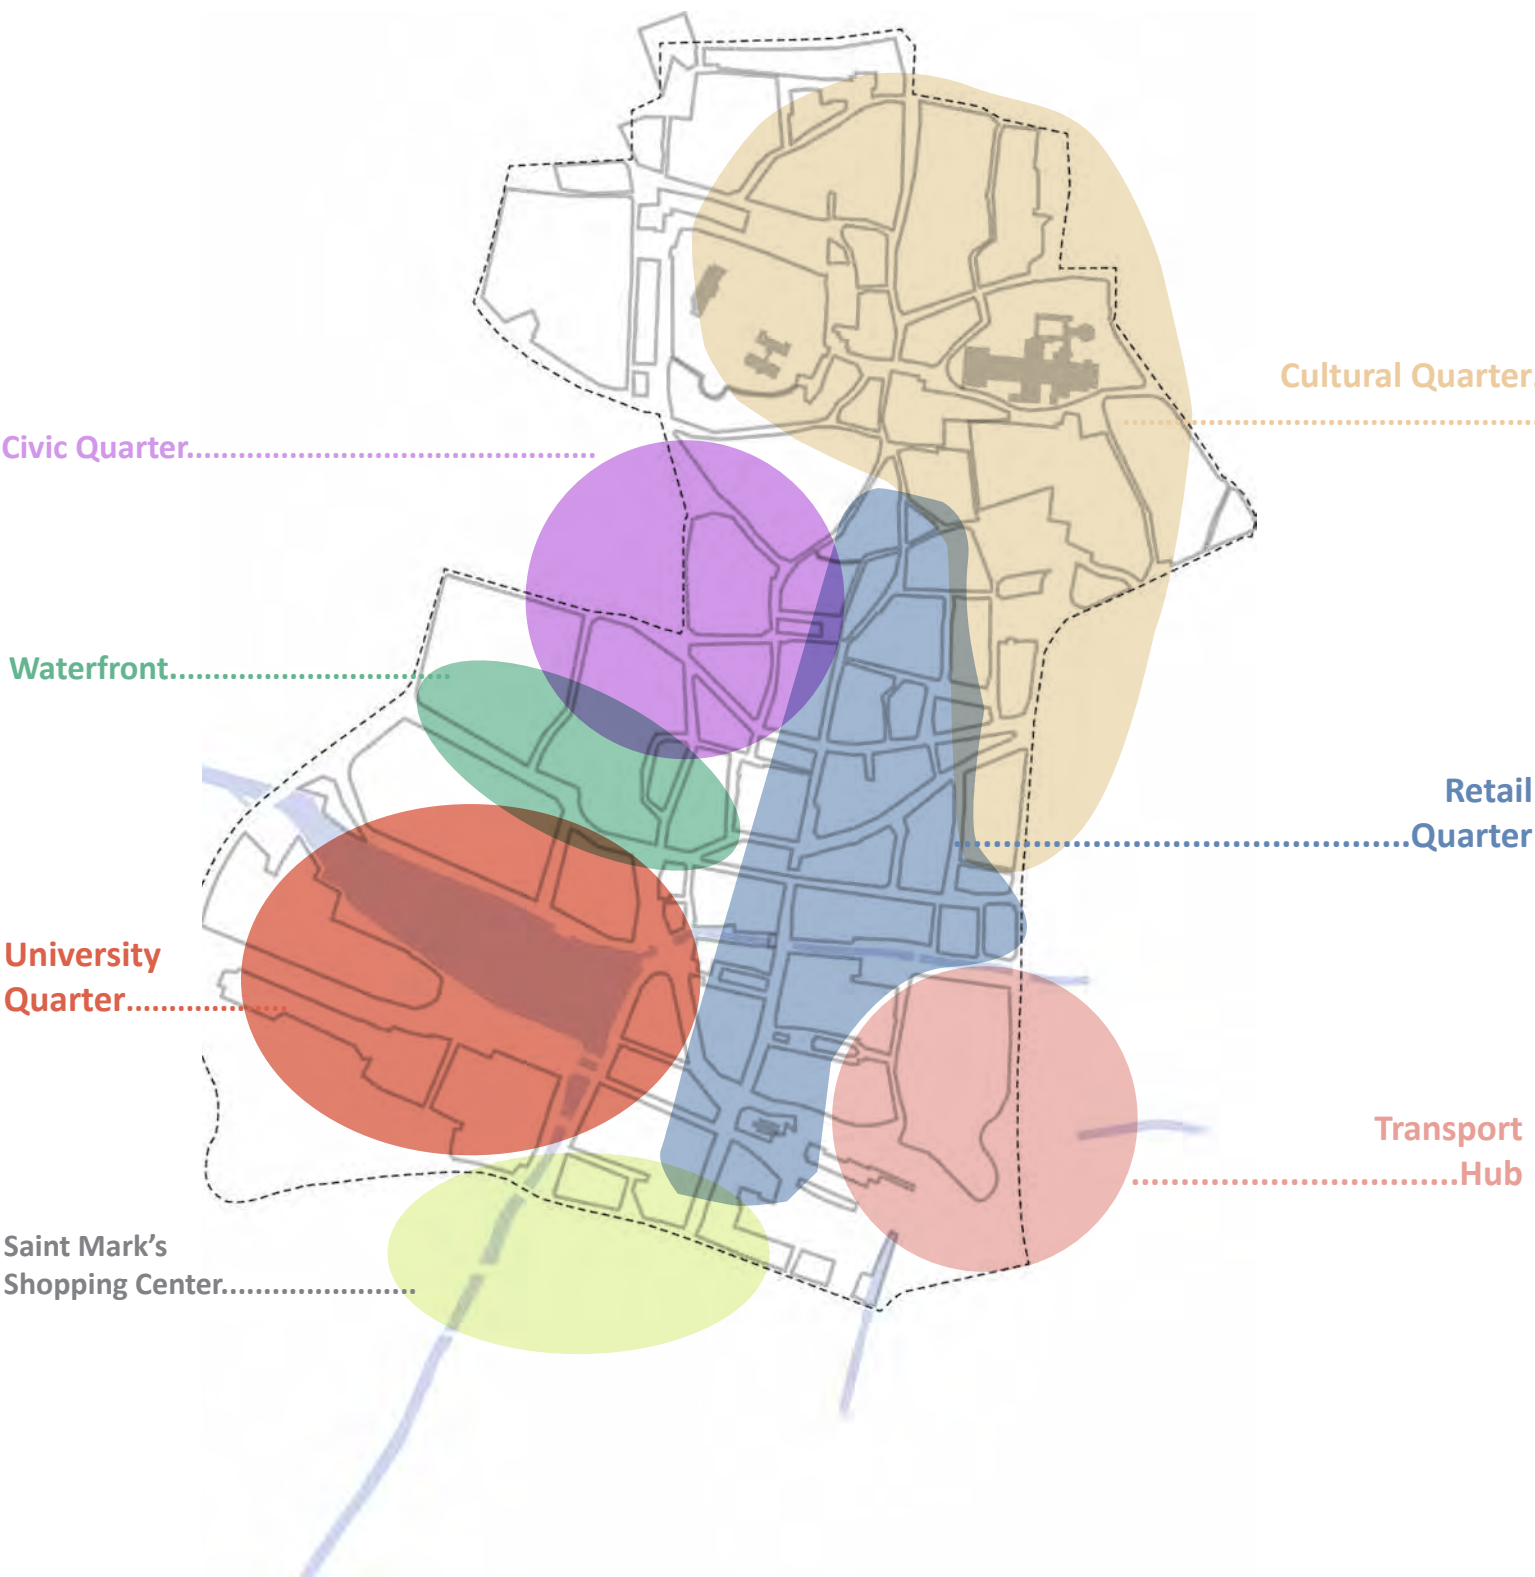 Cultural Quarter
Civic Quarter
Waterfront
Retail
Quarter
University
Quarter
Transport
Hub
Saint Mark's
Shopping Center